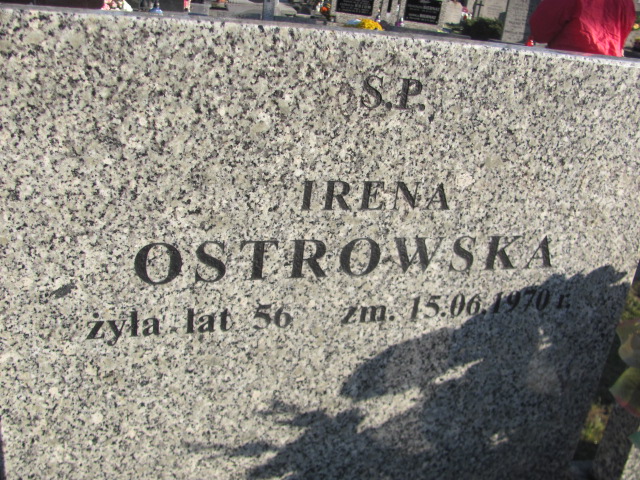 Ś.P.
IRENA
OSTROWSKA
żyła lat 56 zm. 15.06.1970 r.